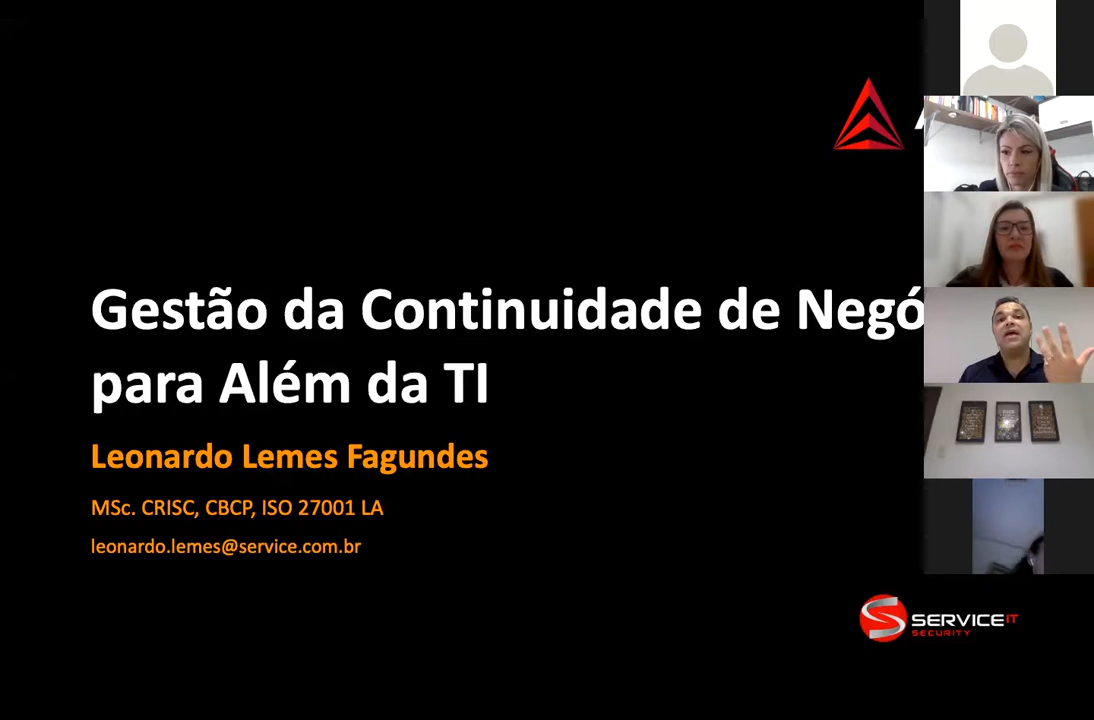 Gestão da Continuidade de Negó
para Além da TI
Leonardo Lemes Fagundes
MSc. CRISC, CBCP, ISO 27001 LA
leonardo.lemes@service.com.br
SERVICE IT
SECURITY